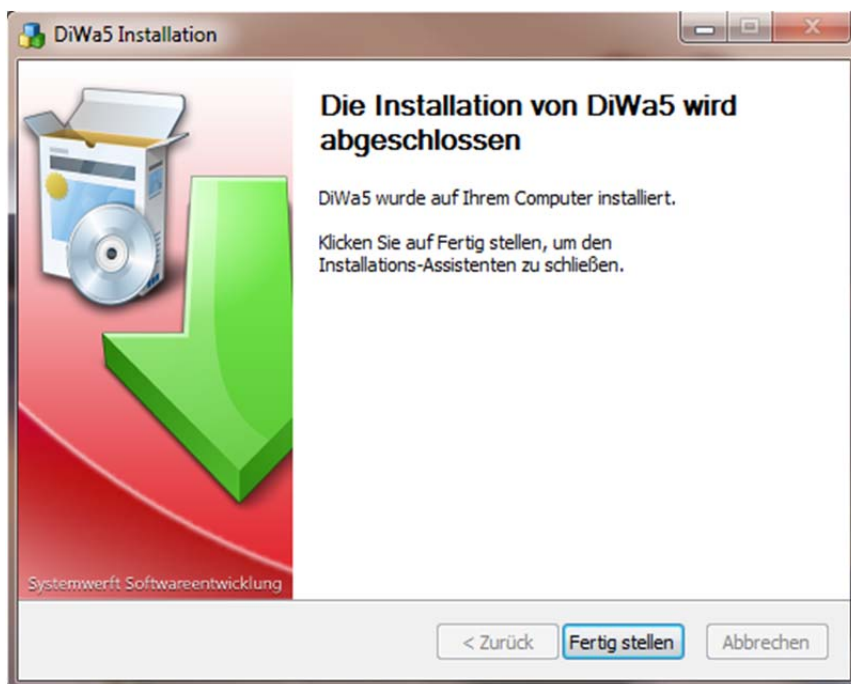 DiWa5 Installation
Die Installation von DiWa5 wird
abgeschlossen
DiWa5 wurde auf Ihrem Computer installiert.
Klicken Sie auf Fertig stellen, um den
Installations-Assistenten zu schließen.
Systemwerft Softwareentwicklung
< Zurück Fertig stellen Abbrechen